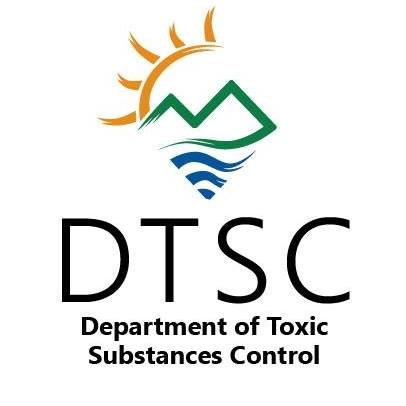 DTSC
Department of Toxic
Substances Control